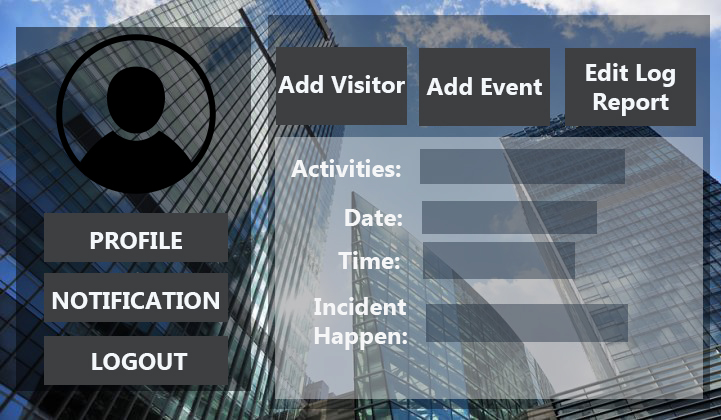 Add Visitor
Add Event
Edit Log
Report
PROFILE
NOTIFICATION
LOGOUT
Activities:
Date:
Time:
Incident
Happen: